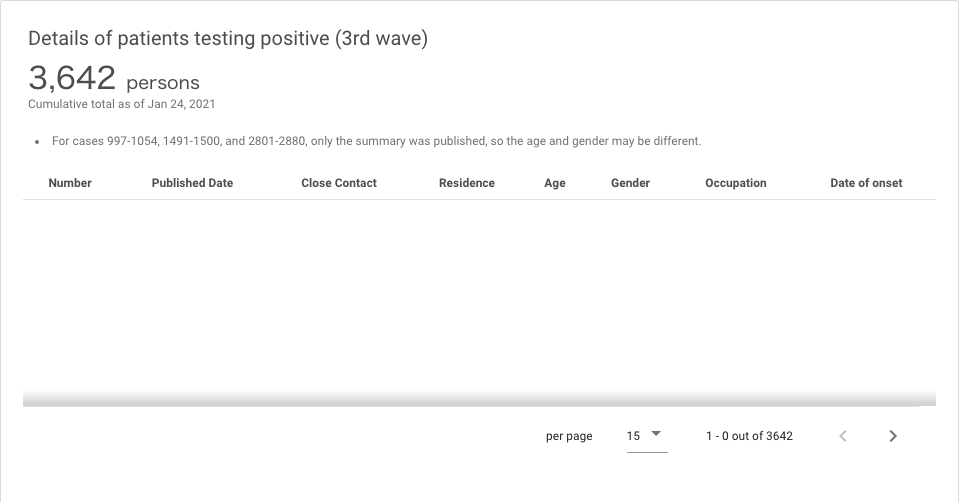 Details of patients testing positive (3rd wave)
3,642 persons
Cumulative total as of Jan 24, 2021
• For cases 997-1054, 1491-1500, and 2801-2880, only the summary was published, so the age and gender may be different.
Number Published Date Close Contact Residence Age Gender Occupation Date of onset
per page 15 1 - 0 out of 3642